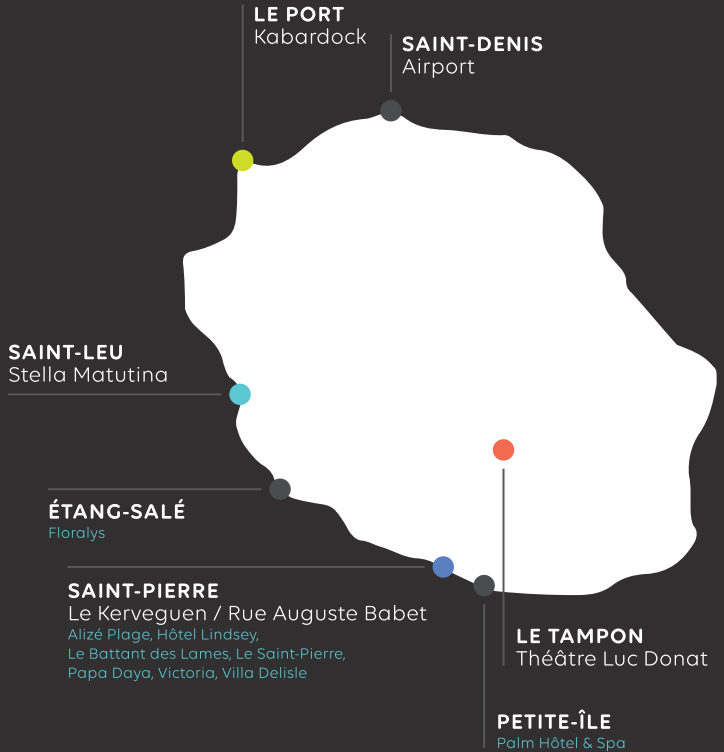 LE PORT
Kabardock
SAINT-DENIS
Airport
SAINT-LEU
Stella Matutina
ÉTANG-SALÉ
Floralys
SAINT-PIERRE
Le Kerveguen / Rue Auguste Babet
Alizé Plage, Hôtel Lindsey,
Le Battant des Lames, Le Saint-Pierre,
Papa Daya, Victoria, Villa Delisle
LE TAMPON
Théâtre Luc Donat
PETITE-ÎLE
Palm Hôtel & Spa